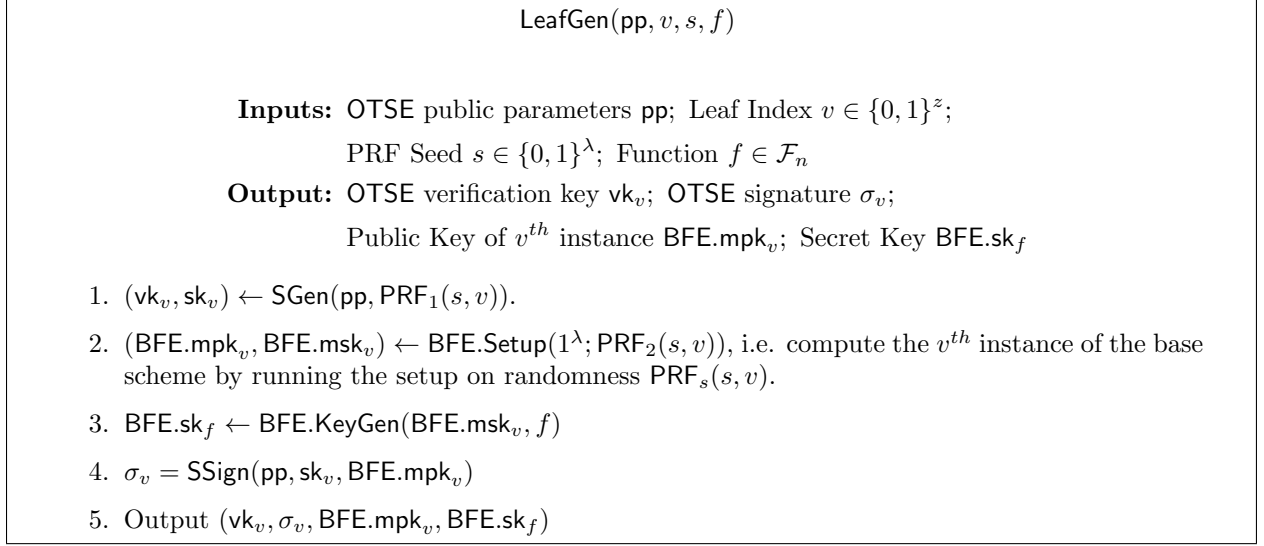 LeafGen(pp, v, s, f)
Inputs: OTSE public parameters pp; Leaf Index v ∈ {0, 1}^z;
PRF Seed s ∈ {0, 1}^λ; Function f ∈ 𝓕_n
Output: OTSE verification key vk_v; OTSE signature σ_v;
Public Key of v^{th} instance BFE.mpk_v; Secret Key BFE.sk_f
1. (vk_v, sk_v) ← SGen(pp, PRF_1(s, v)).
2. (BFE.mpk_v, BFE.msk_v) ← BFE.Setup(1^λ; PRF_2(s, v)), i.e. compute the v^{th} instance of the base
scheme by running the setup on randomness PRF_s(s, v).
3. BFE.sk_f ← BFE.KeyGen(BFE.msk_v, f)
4. σ_v = SSign(pp, sk_v, BFE.mpk_v)
5. Output (vk_v, σ_v, BFE.mpk_v, BFE.sk_f)